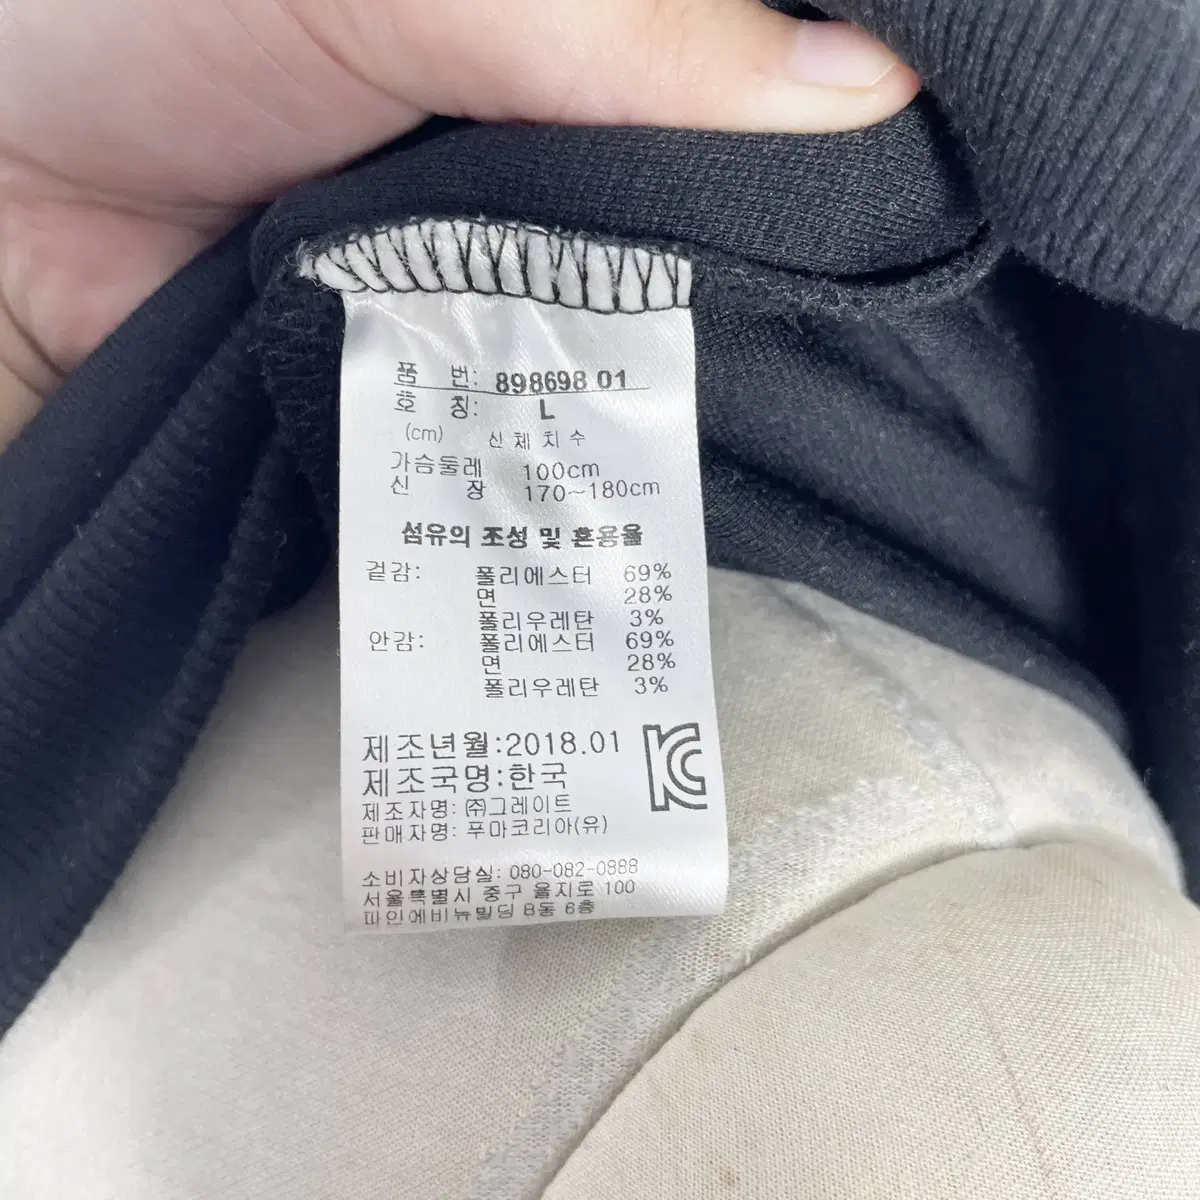 품 번: 898698 01
호 칭: L
(cm) 신체치수
가슴둘레 100cm
신 장 170~180cm
섬유의 조성 및 혼용율
겉감: 폴리에스터 69%
면 28%
폴리우레탄 3%
안감: 폴리에스터 69%
면 28%
폴리우레탄 3%
제조년월:2018.01
제조국명:한국
제조자명: ㈜그레이트
판매자명: 푸마코리아(유)
소비자상담실: 080-082-0888
서울특별시 중구 을지로 100
파인에비뉴빌딩 B동 6층
KC